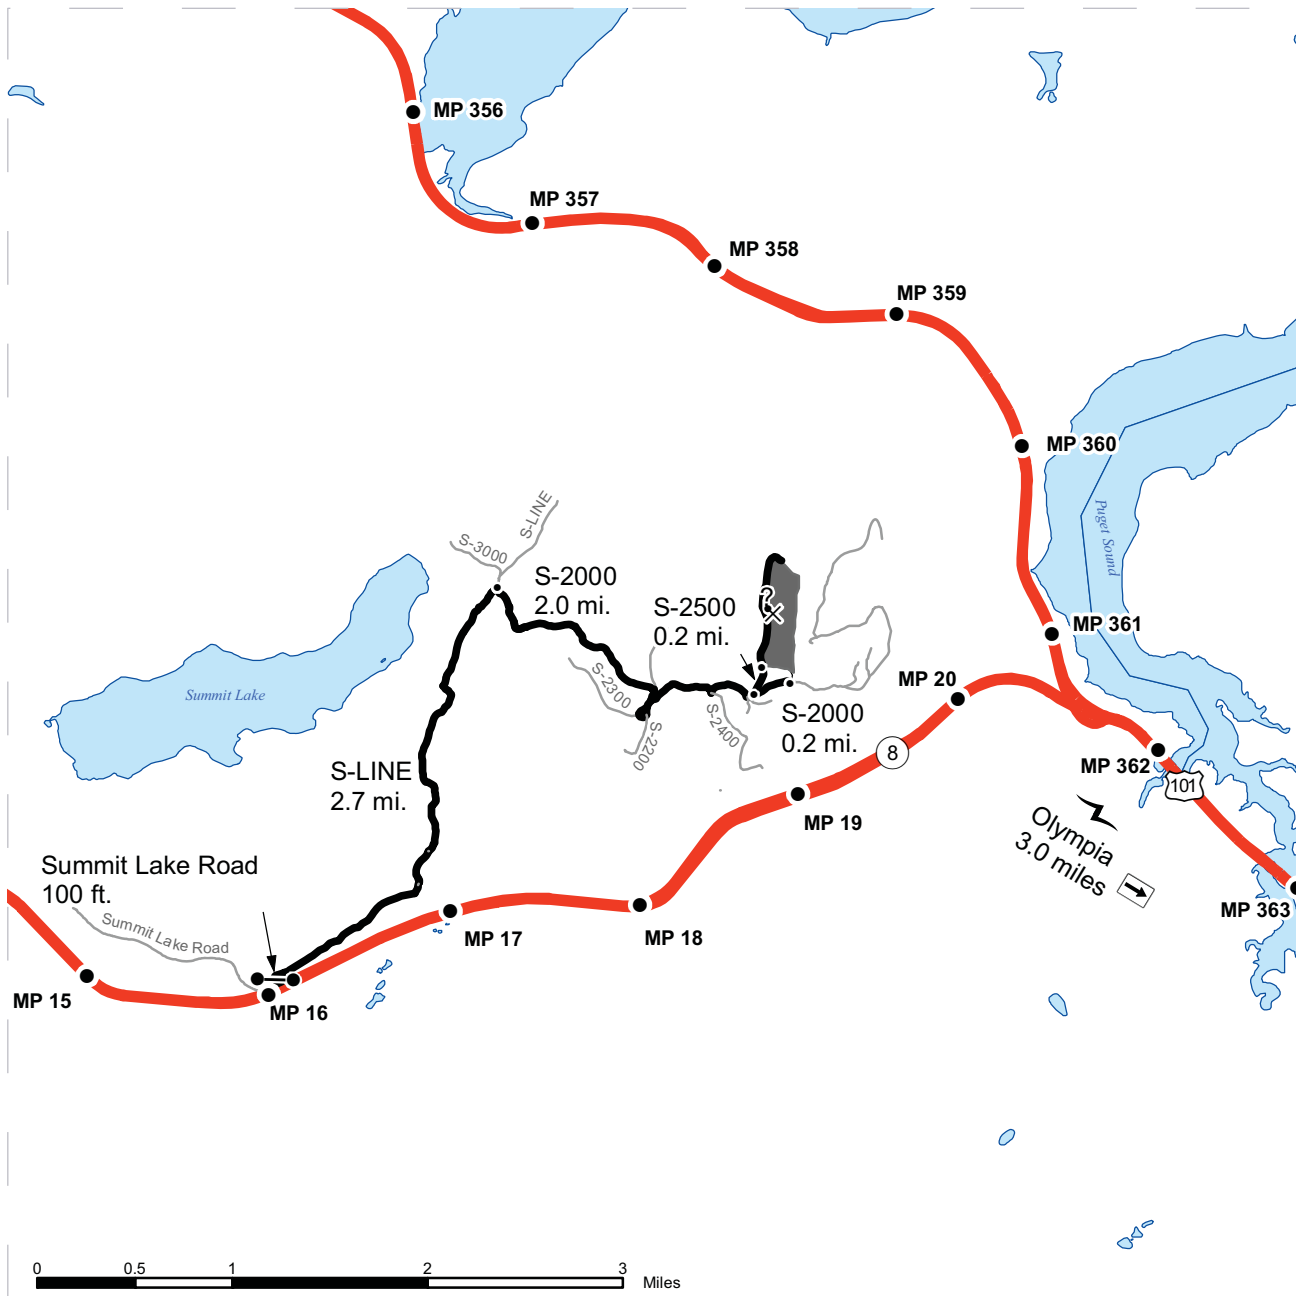 MP 356
MP 357
MP 358
MP 359
MP 360
Puget Sound
S-LINE
S-3000
S-2000
2.0 mi.
S-2500
0.2 mi.
MP 361
S-2300
MP 20
Summit Lake
S-2000
0.2 mi.
S-2400
S-2200
8
MP 362
101
S-LINE
2.7 mi.
MP 19
Olympia
3.0 miles
Summit Lake Road
100 ft.
MP 363
Summit Lake Road
MP 17
MP 18
MP 15
MP 16
0 0.5 1 2 3 Miles